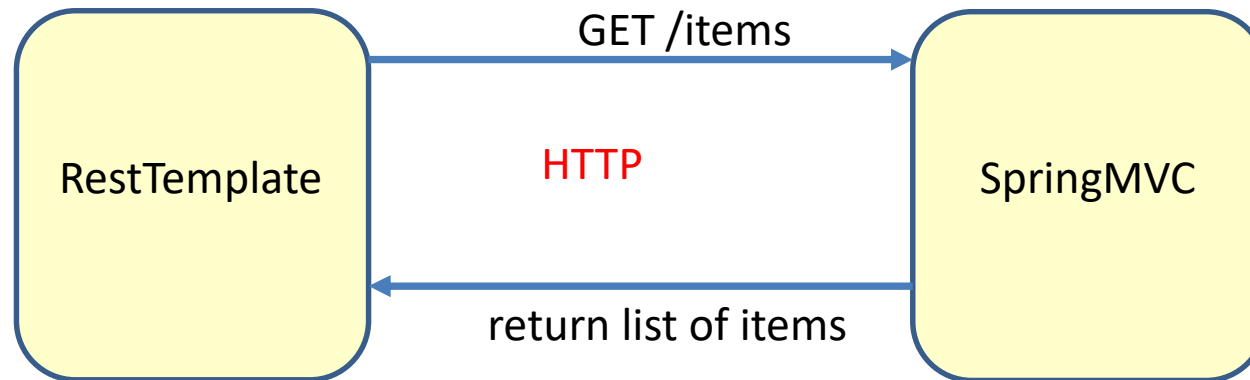 GET /items
RestTemplate
HTTP
SpringMVC
return list of items